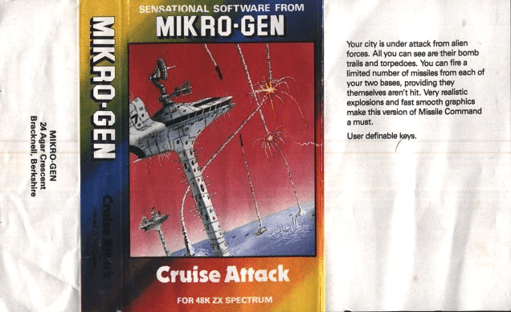 MIKRO-GEN
24 Agar Crescent
Bracknell, Berkshire
MIKRO-GEN
Cruise Attack
SENSATIONAL SOFTWARE FROM
MIKRO-GEN
Cruise Attack
FOR 48K ZX SPECTRUM
Your city is under attack from alien
forces. All you can see are their bomb
trails and torpedoes. You can fire a
limited number of missiles from each of
your two bases, providing they
themselves aren't hit. Very realistic
explosions and fast smooth graphics
make this version of Missile Command
a must.
User definable keys.